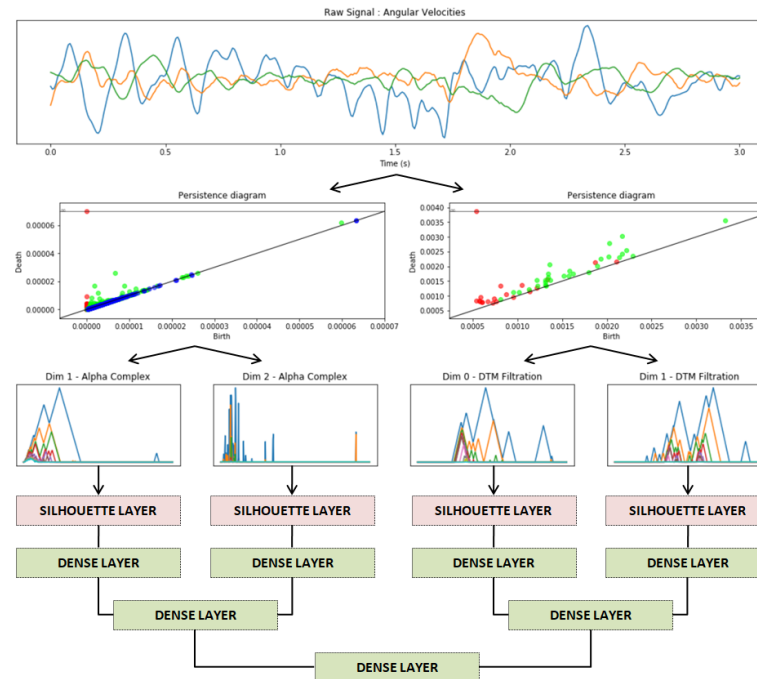 Raw Signal : Angular Velocities
0.0 0.5 1.0 1.5 2.0 2.5 3.0
Time (s)
Persistence diagram
Death
0.00006
0.00004
0.00002
0.00000
0.00000 0.00001 0.00002 0.00003 0.00004 0.00005 0.00006 0.00007
Birth
Persistence diagram
Death
0.0040
0.0035
0.0030
0.0025
0.0020
0.0015
0.0010
0.0005
0.0005 0.0010 0.0015 0.0020 0.0025 0.0030 0.0035
Birth
Dim 1 - Alpha Complex
Dim 2 - Alpha Complex
Dim 0 - DTM Filtration
Dim 1 - DTM Filtration
SILHOUETTE LAYER
SILHOUETTE LAYER
SILHOUETTE LAYER
SILHOUETTE LAYER
DENSE LAYER
DENSE LAYER
DENSE LAYER
DENSE LAYER
DENSE LAYER
DENSE LAYER
DENSE LAYER